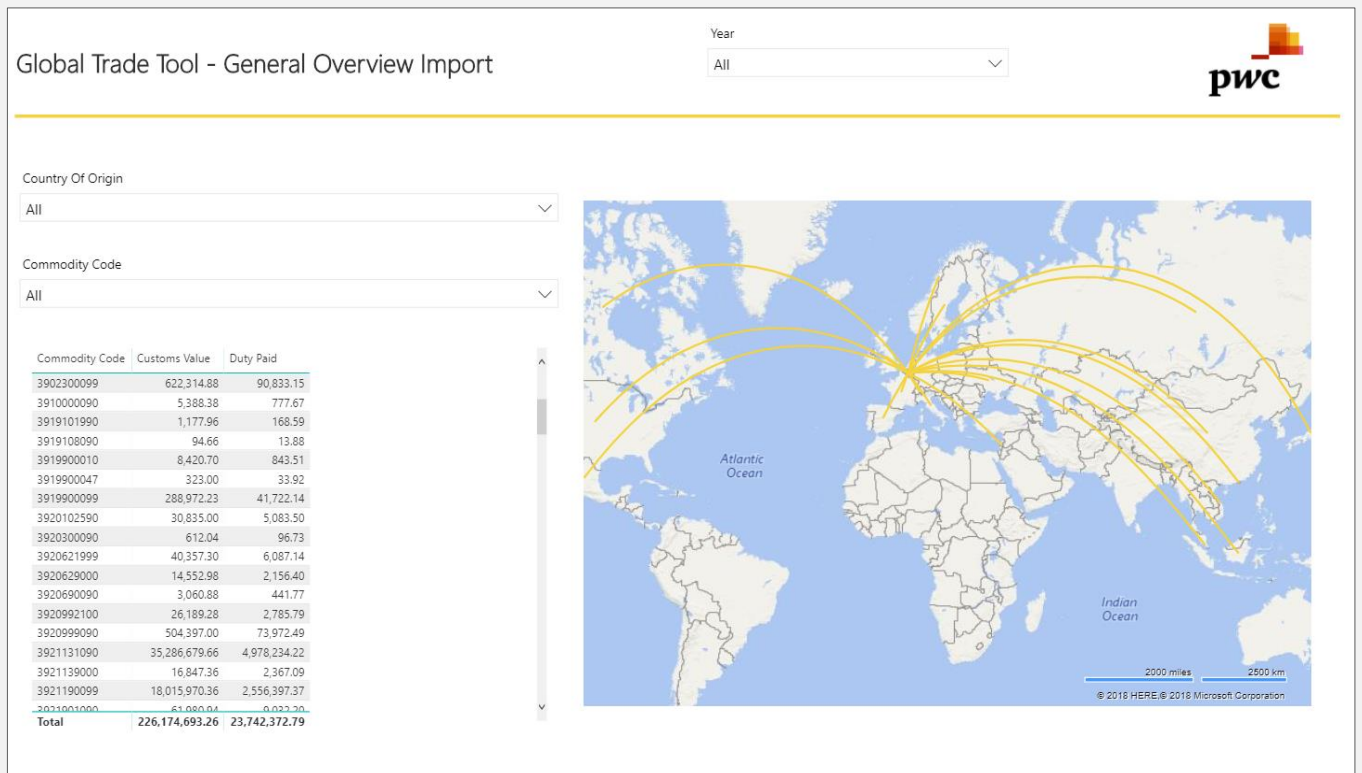 Year
Global Trade Tool - General Overview Import
All
pwc
Country Of Origin
All
Commodity Code
All
Commodity Code Customs Value Duty Paid
3902300099 622,314.88 90,833.15
3910000090 5,388.38 777.67
3919101990 1,177.96 168.59
3919108090 94.66 13.88
3919900010 8,420.70 843.51
3919900047 323.00 33.92
3919900099 288,972.23 41,722.14
3920102590 30,835.00 5,083.50
3920300090 612.04 96.73
3920621999 40,357.30 6,087.14
3920629000 14,552.98 2,156.40
3920690090 3,060.88 441.77
3920992100 26,189.28 2,785.79
3920999090 504,397.00 73,972.49
3921131090 35,286,679.66 4,978,234.22
3921139000 16,847.36 2,367.09
3921190099 18,015,970.36 2,556,397.37
3921901090 61,980.94 9,032.20
Total 226,174,693.26 23,742,372.79
Atlantic
Ocean
Indian
Ocean
2000 miles 2500 km
© 2018 HERE,© 2018 Microsoft Corporation